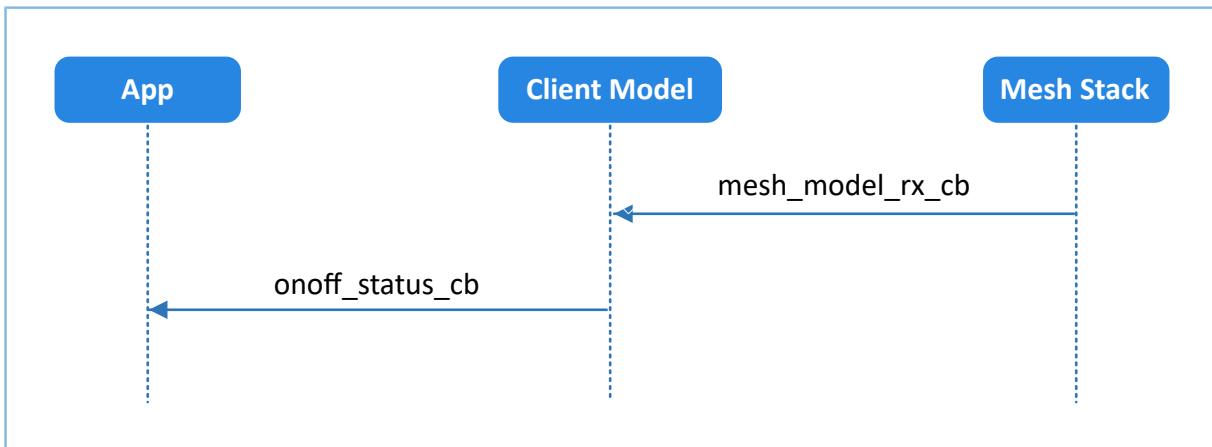 App
Client Model
Mesh Stack
mesh_model_rx_cb
onoff_status_cb